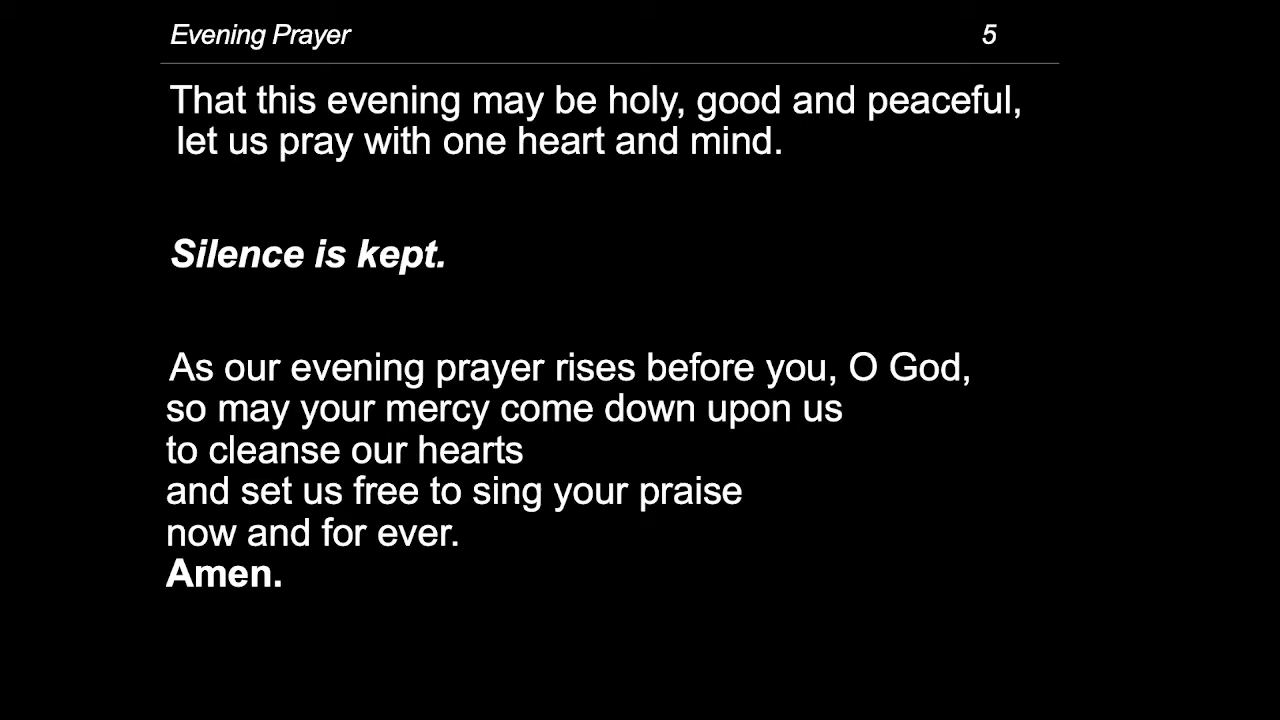 Evening Prayer 5
That this evening may be holy, good and peaceful,
let us pray with one heart and mind.
Silence is kept.
As our evening prayer rises before you, O God,
so may your mercy come down upon us
to cleanse our hearts
and set us free to sing your praise
now and for ever.
Amen.